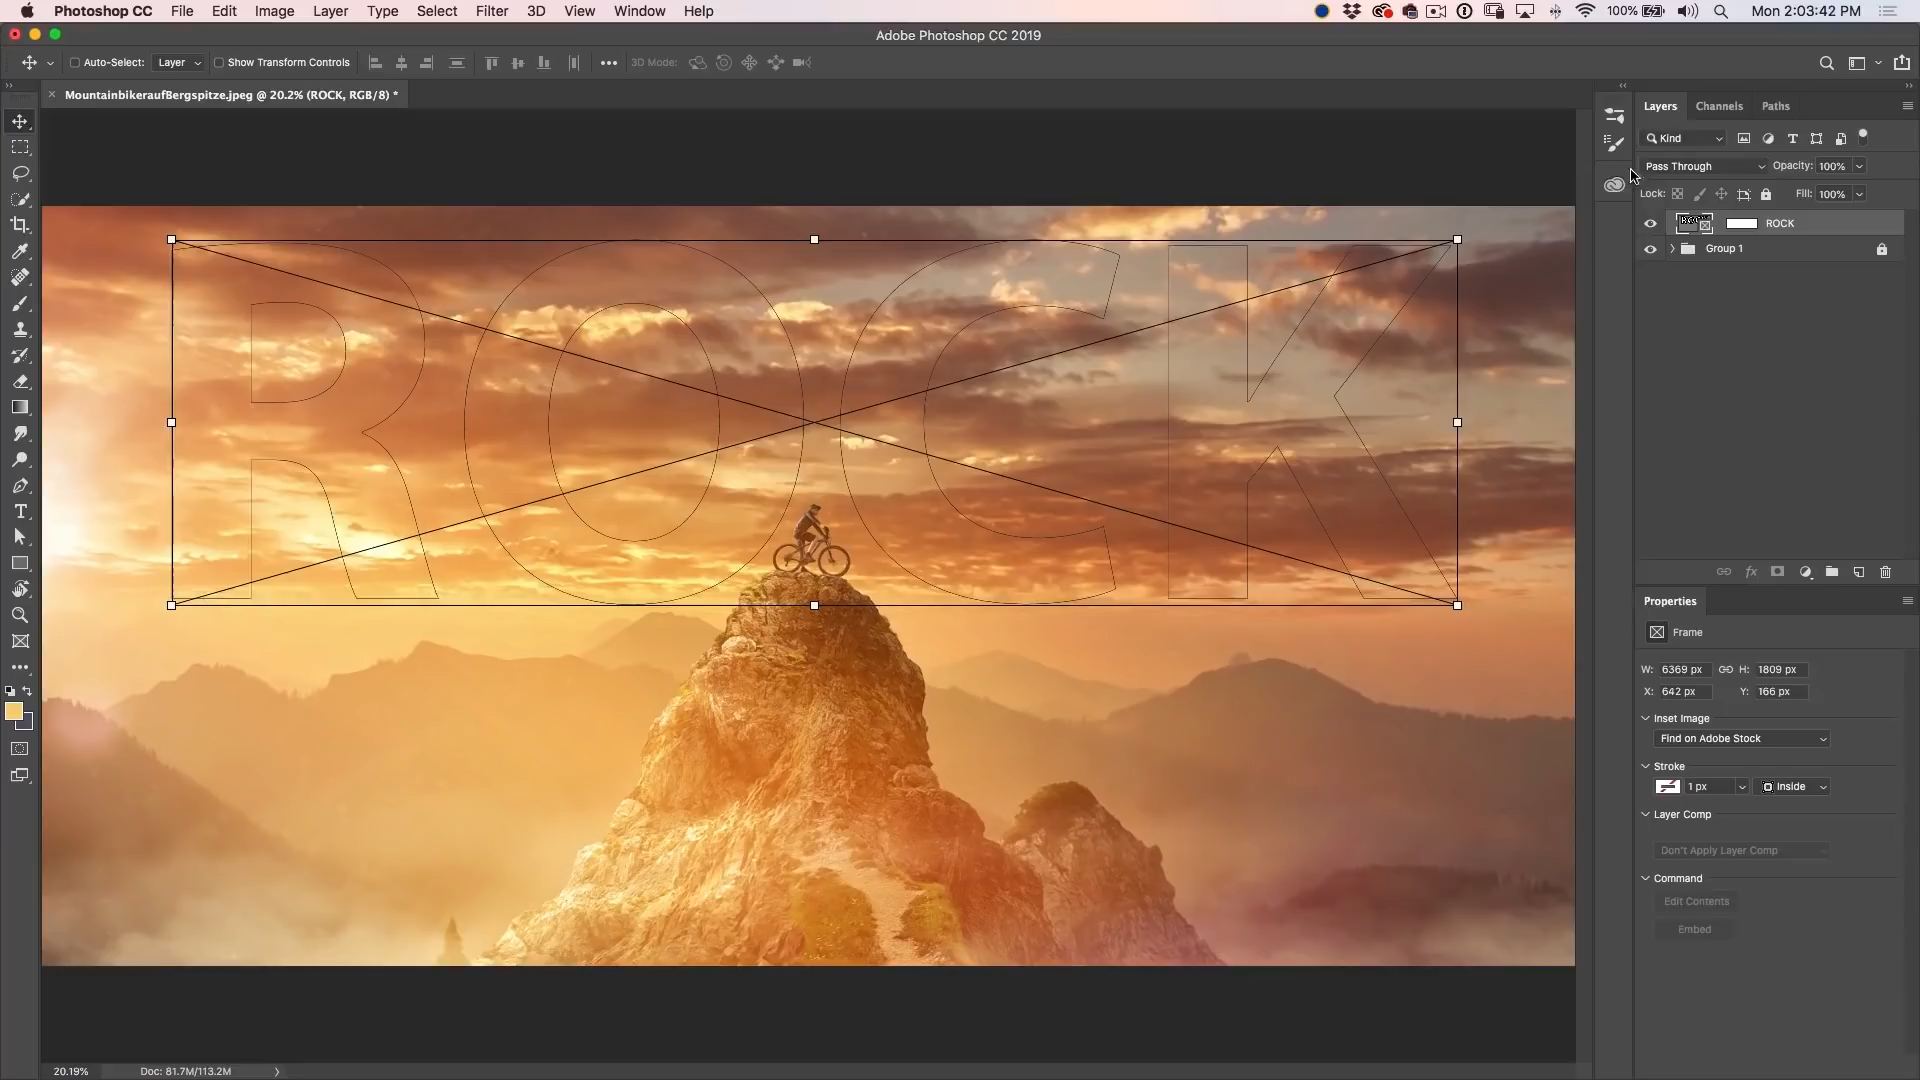 Photoshop CC File Edit Image Layer Type Select Filter 3D View Window Help 100% Mon 2:03:42 PM
Adobe Photoshop CC 2019
Auto-Select: Layer Show Transform Controls 3D Mode:
MountainbikeraufBergspitze.jpeg @ 20.2% (ROCK, RGB/8) *
Layers Channels Paths
Kind
Pass Through Opacity: 100%
Lock: Fill: 100%
ROCK
Group 1
ROCK
Properties
Frame
W: 6369 px H: 1809 px
X: 642 px Y: 166 px
Inset Image
Find on Adobe Stock
Stroke
1 px Inside
Layer Comp
Don't Apply Layer Comp
Command
Edit Contents
Embed
20.19% Doc: 81.7M/113.2M